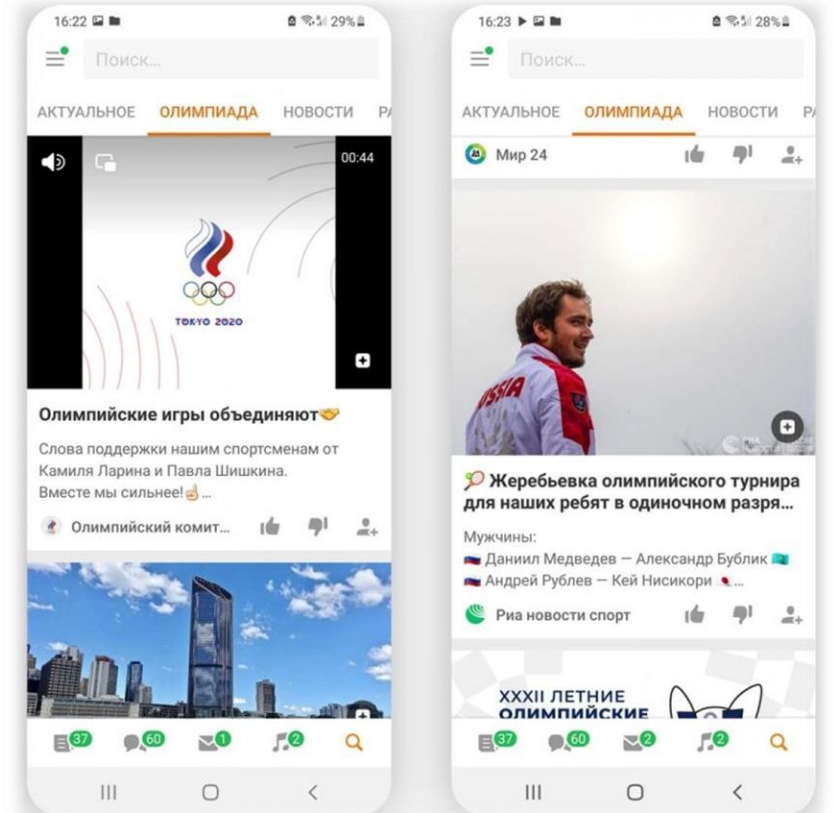 16:22
29%
Поиск...
АКТУАЛЬНОЕ ОЛИМПИАДА НОВОСТИ
00:44
TOKYO 2020
Олимпийские игры объединяют🤝
Слова поддержки нашим спортсменам от
Камиля Ларина и Павла Шишкина.
Вместе мы сильнее!☝🏻...
Олимпийский комит...
37 60 1 2
16:23
28%
Поиск...
АКТУАЛЬНОЕ ОЛИМПИАДА НОВОСТИ
24
Мир 24
RUSSIA
РИА
🎾 Жеребьевка олимпийского турнира
для наших ребят в одиночном разря...
Мужчины:
🇷🇺 Даниил Медведев — Александр Бублик 🇰🇿
🇷🇺 Андрей Рублев — Кей Нисикори 🇯🇵...
Риа новости спорт
XXXII ЛЕТНИЕ
ОЛИМПИЙСКИЕ
37 60 2 2